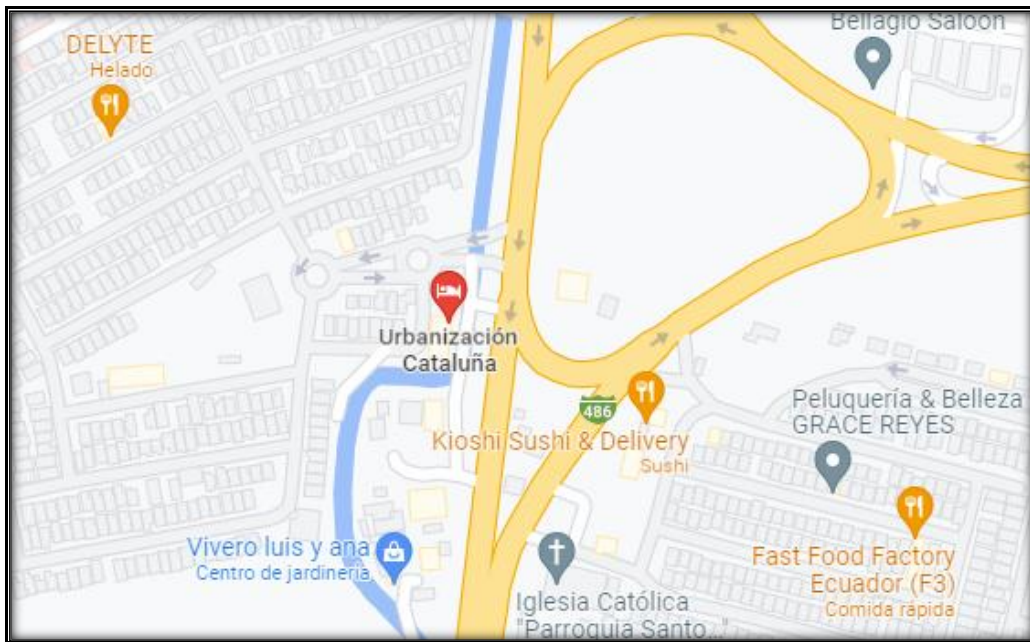 Bellagio Saloon
DELYTE
Helado
Urbanización
Cataluña
486
Kioshi Sushi & Delivery
Sushi
Peluquería & Belleza
GRACE REYES
Vivero luis y ana
Centro de jardinería
Fast Food Factory
Ecuador (F3)
Comida rápida
Iglesia Católica
"Parroquia Santo..."